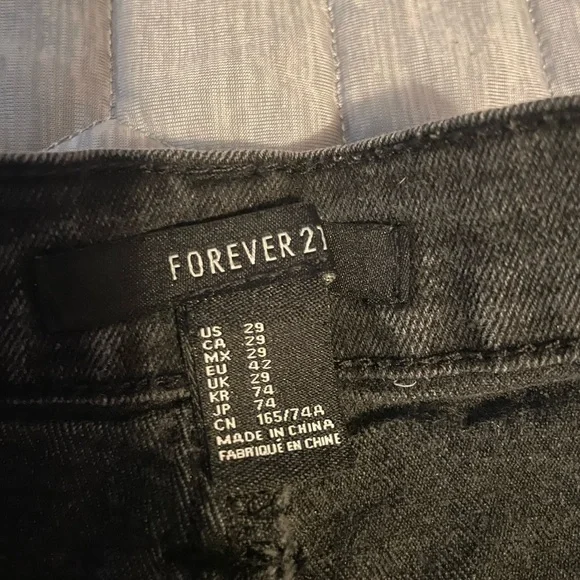 FOREVER 21
US 29
CA 29
MX 29
EU 42
UK 29
KR 74
JP 74
CN 165/74A
MADE IN CHINA
FABRIQUE EN CHINE